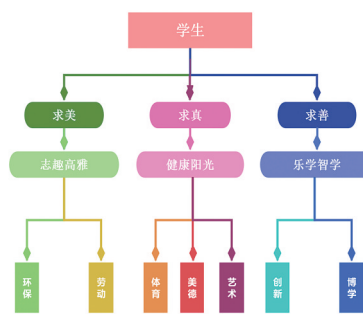 学生
求美
求真
求善
志趣高雅
健康阳光
乐学智学
环保
劳动
体育
美德
艺术
创新
博学